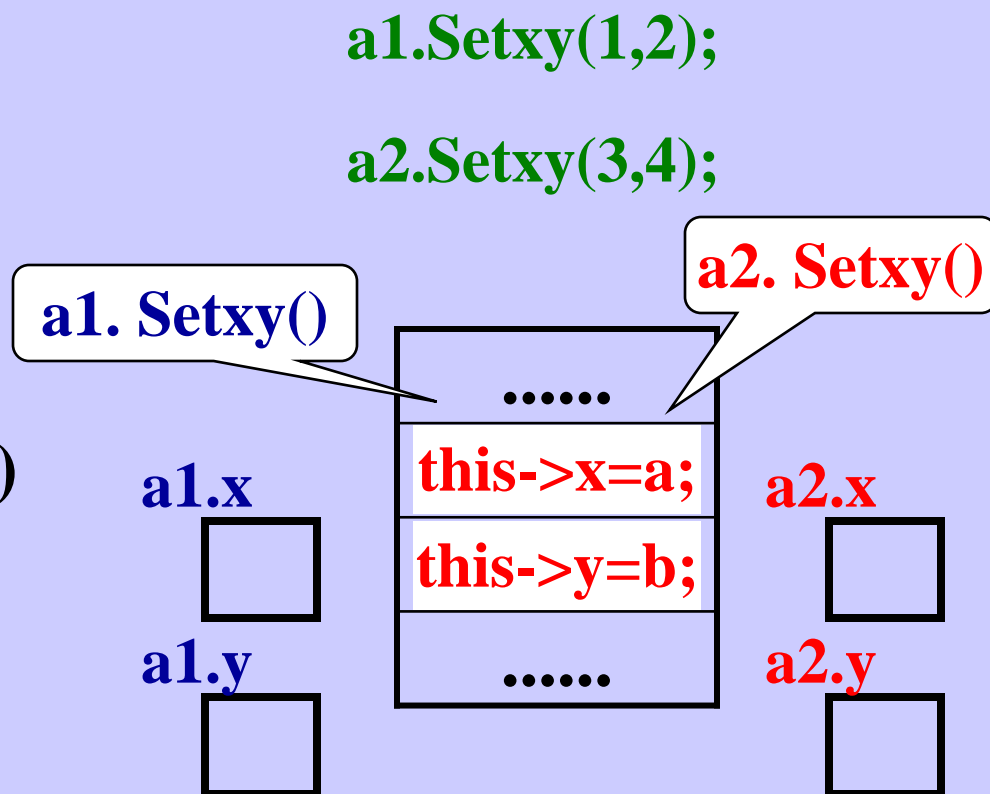 a1.Setxy(1,2);
a2.Setxy(3,4);
a2. Setxy()
a1. Setxy()
......
)
this->x=a;
a1.x
a2.x
this->y=b;
a1.y
a2.y
......